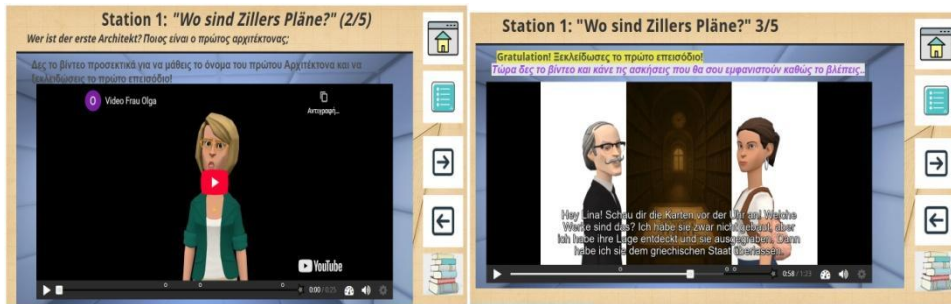 Station 1: "Wo sind Zillers Pläne?" (2/5)
Wer ist der erste Architekt? Ποιος είναι ο πρώτος αρχιτέκτονας;
Δες το βίντεο προσεκτικά για να μάθεις το όνομα του πρώτου Αρχιτέκτονα και να
ξεκλειδώσεις το πρώτο επεισόδιο!
O Video Frau Olga
Αντιγραφή...
YouTube
0:00 / 0:25
Station 1: "Wo sind Zillers Pläne?" 3/5
Gratulation! Ξεκλείδωσες το πρώτο επεισόδιο!
Τώρα δες το βίντεο και κάνε τις ασκήσεις που θα σου εμφανιστούν καθώς το βλέπεις..
Hey Lina! Schau dir die Karten vor der Uhr an! Welche
Werke sind das? Ich habe sie zwar nicht gebaut, aber
ich habe ihre Lage entdeckt und sie ausgegraben. Dann
habe ich sie dem griechischen Staat überlassen.
0:58 / 1:23